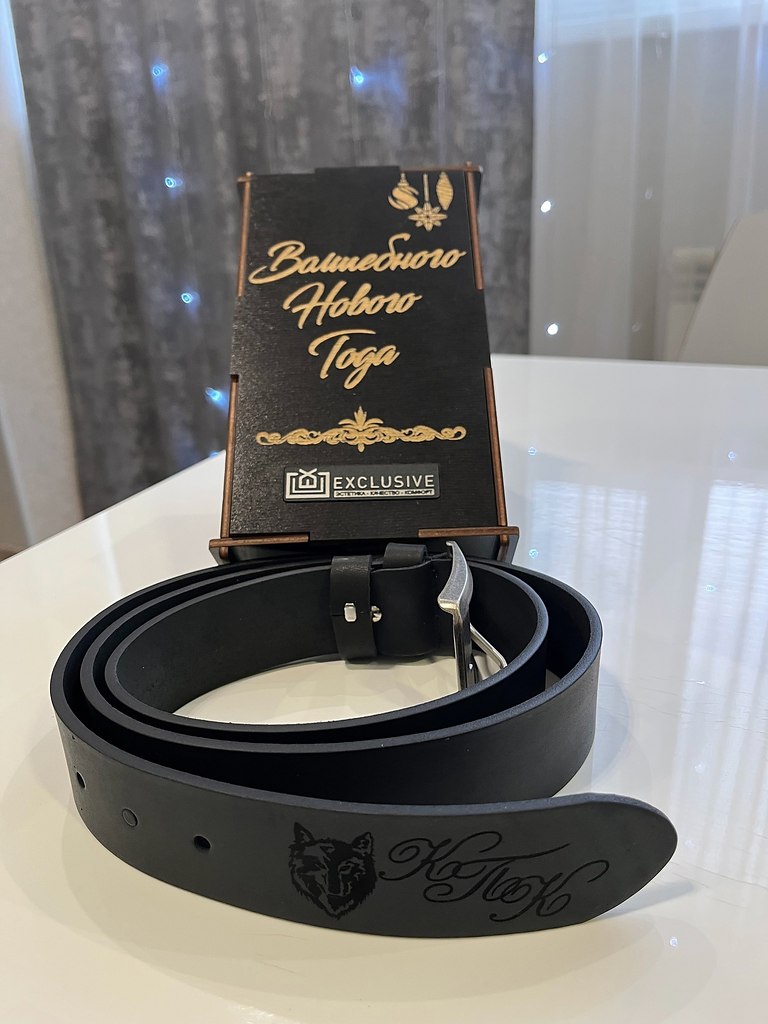 Волшебного
Нового
Года
EXCLUSIVE
ЭСТЕТИКА - КАЧЕСТВО - КОМФОРТ
КПК